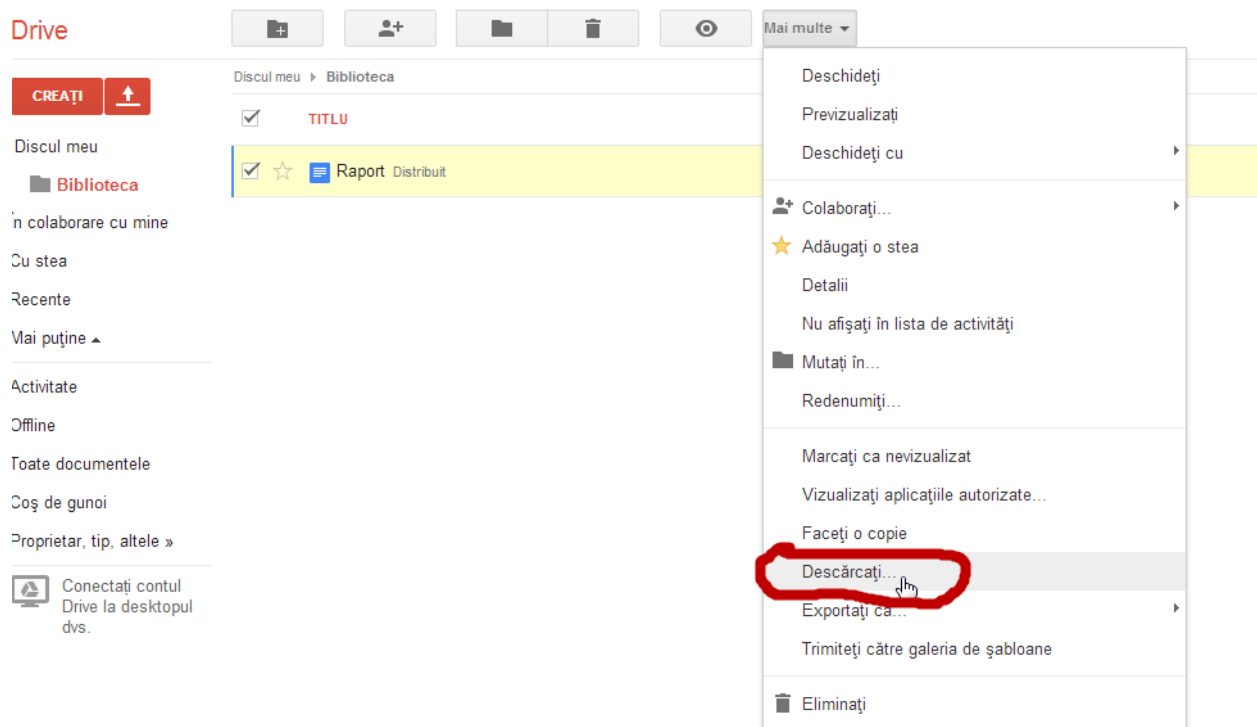 Drive
Mai multe
CREAȚI
Discul meu
Biblioteca
În colaborare cu mine
Cu stea
Recente
Mai puține
Activitate
Offline
Toate documentele
Coş de gunoi
Proprietar, tip, altele »
Conectați contul
Drive la desktopul
dvs.
Discul meu Biblioteca
TITLU
Raport Distribuit
Deschideți
Previzualizați
Deschideți cu
Colaborați...
Adăugați o stea
Detalii
Nu afişați în lista de activități
Mutați în...
Redenumiți...
Marcați ca nevizualizat
Vizualizați aplicațiile autorizate...
Faceți o copie
Descărcați...
Exportați ca...
Trimiteți către galeria de şabloane
Eliminați